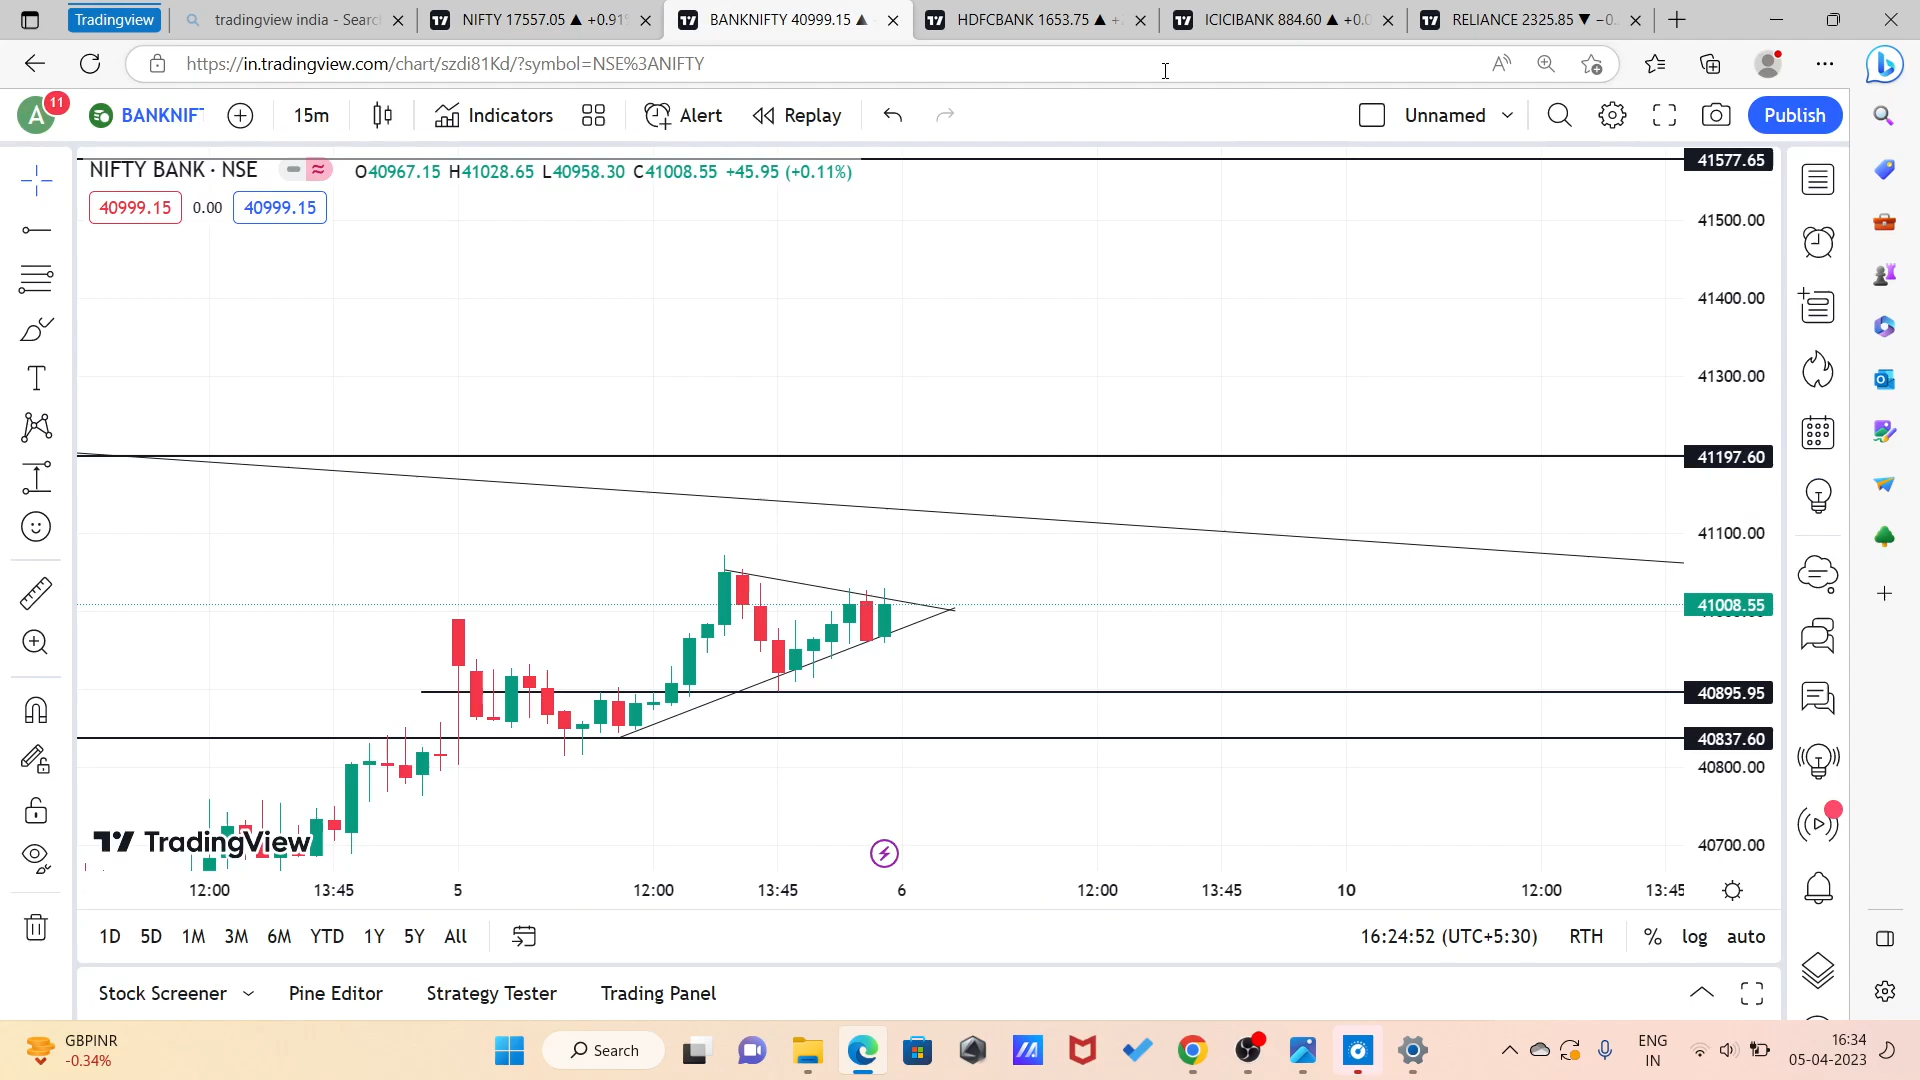 Tradingview
tradingview india - Searc
NIFTY 17557.05 ▲ +0.91%
BANKNIFTY 40999.15 ▲
HDFCBANK 1653.75 ▲ +
ICICIBANK 884.60 ▲ +0.0
RELIANCE 2325.85 ▼ −0.
https://in.tradingview.com/chart/szdi81Kd/?symbol=NSE%3ANIFTY
A
11
BANKNIFT
15m
Indicators
Alert
Replay
Unnamed
Publish
NIFTY BANK · NSE
O40967.15 H41028.65 L40958.30 C41008.55 +45.95 (+0.11%)
40999.15
0.00
40999.15
41577.65
41500.00
41400.00
41300.00
41197.60
41100.00
41008.55
40895.95
40837.60
40800.00
40700.00
TradingView
12:00
13:45
5
12:00
13:45
6
12:00
13:45
10
12:00
13:45
1D 5D 1M 3M 6M YTD 1Y 5Y All
16:24:52 (UTC+5:30)
RTH
%
log
auto
Stock Screener
Pine Editor
Strategy Tester
Trading Panel
GBPINR
-0.34%
Search
ENG
IN
16:34
05-04-2023